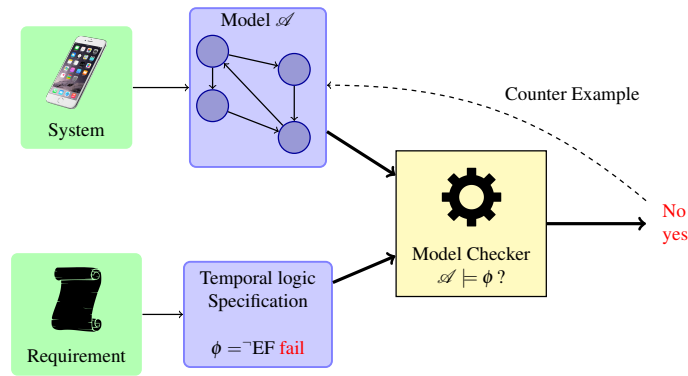 Model 𝒜
System
Counter Example
No
yes
Model Checker
𝒜 ⊨ ϕ ?
Temporal logic
Specification
ϕ =¬EF fail
Requirement